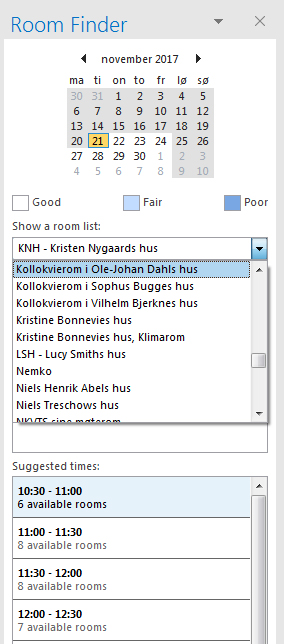 Room Finder
november 2017
ma ti on to fr lø sø
30 31 1 2 3 4 5
6 7 8 9 10 11 12
13 14 15 16 17 18 19
20 21 22 23 24 25 26
27 28 29 30 1 2 3
4 5 6 7 8 9 10
Good Fair Poor
Show a room list:
KNH - Kristen Nygaards hus
Kollokvierom i Ole-Johan Dahls hus
Kollokvierom i Sophus Bugges hus
Kollokvierom i Vilhelm Bjerknes hus
Kristine Bonnevies hus
Kristine Bonnevies hus, Klimarom
LSH - Lucy Smiths hus
Nemko
Niels Henrik Abels hus
Niels Treschows hus
NKVTS sine møterom
Suggested times:
10:30 - 11:00
6 available rooms
11:00 - 11:30
8 available rooms
11:30 - 12:00
8 available rooms
12:00 - 12:30
7 available rooms